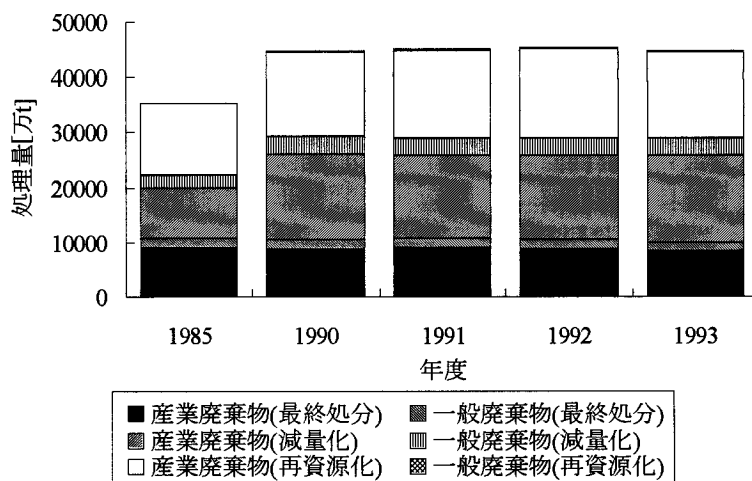 処理量[万t]
50000
40000
30000
20000
10000
0
1985 1990 1991 1992 1993
年度
産業廃棄物(最終処分) 一般廃棄物(最終処分)
産業廃棄物(減量化) 一般廃棄物(減量化)
産業廃棄物(再資源化) 一般廃棄物(再資源化)